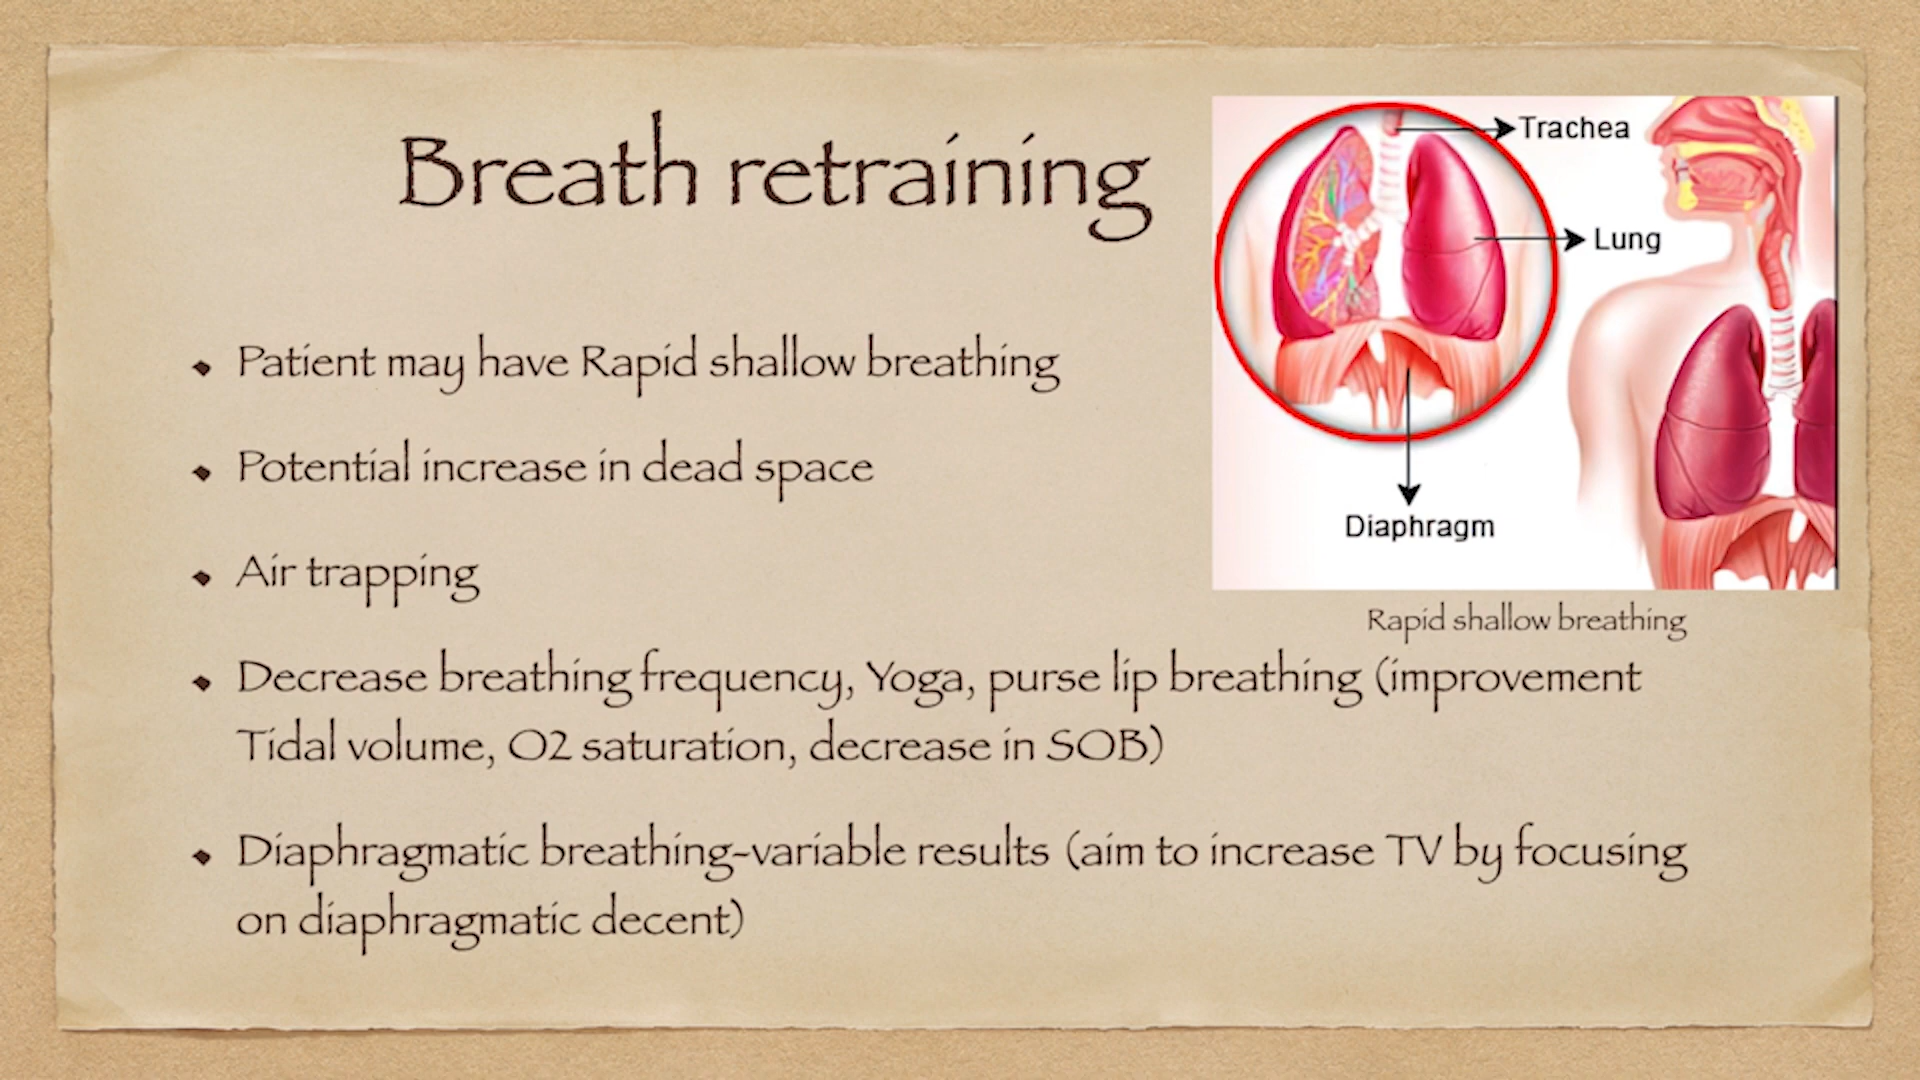 Breath retraining
Trachea
Lung
Diaphragm
Rapid shallow breathing
Patient may have Rapid shallow breathing
Potential increase in dead space
Air trapping
Decrease breathing frequency, Yoga, purse lip breathing (improvement
Tidal volume, O2 saturation, decrease in SOB)
Diaphragmatic breathing-variable results (aim to increase TV by focusing
on diaphragmatic decent)